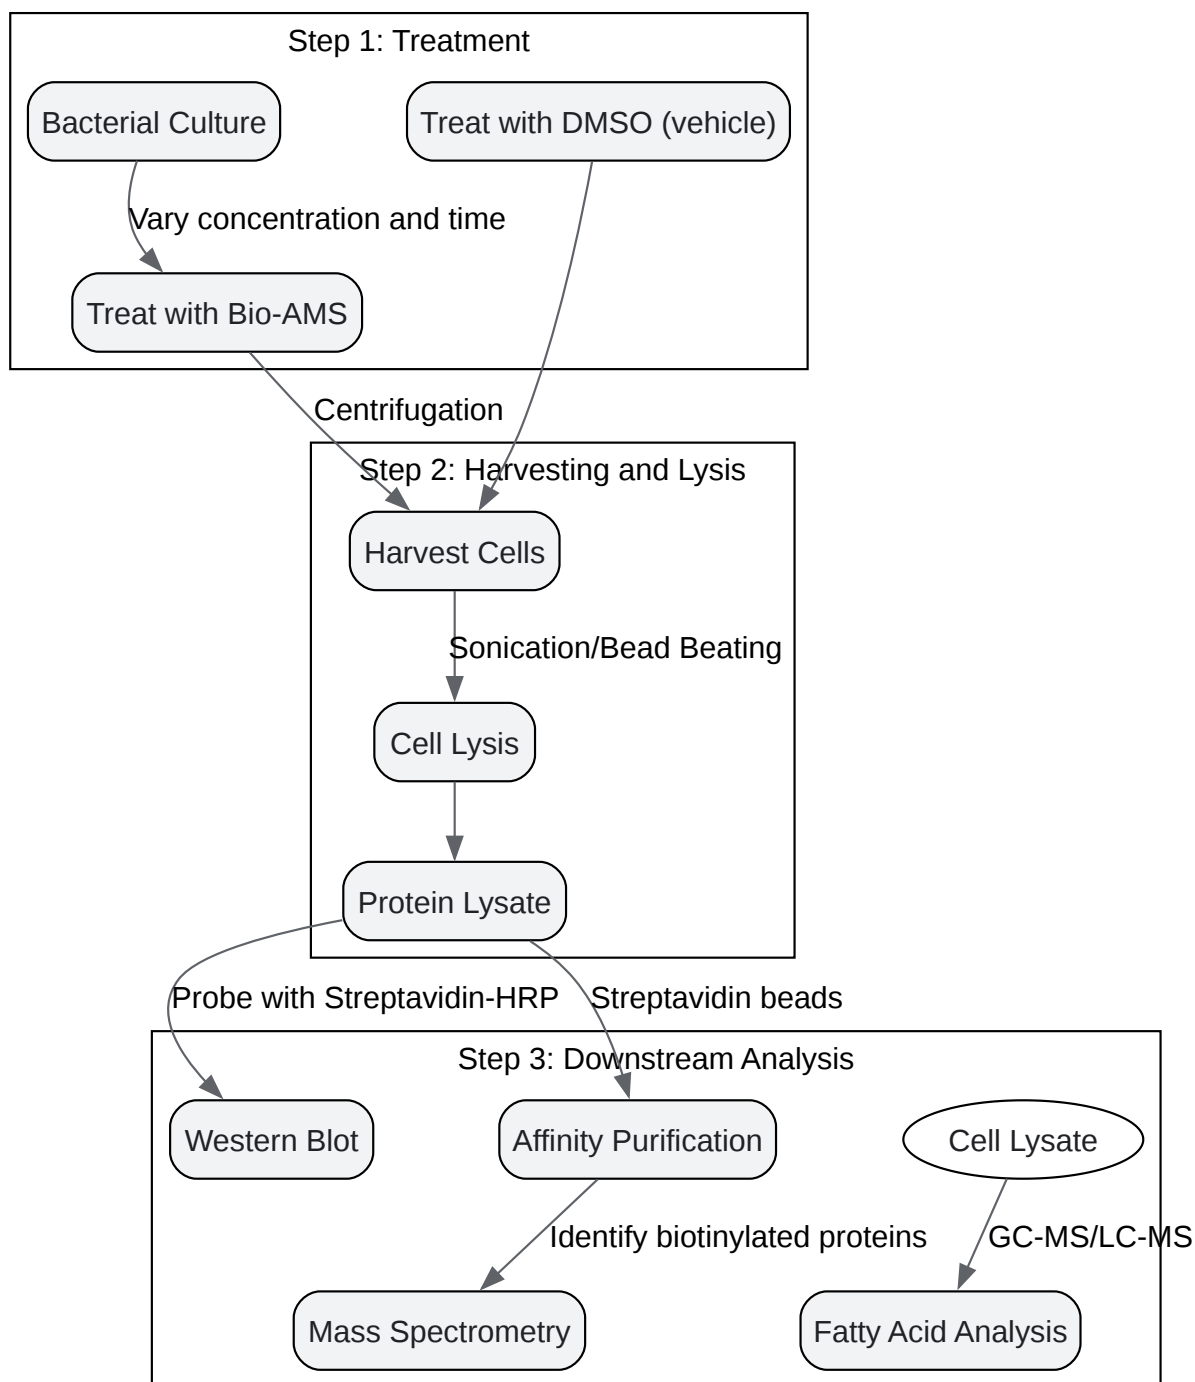 Step 1: Treatment
Bacterial Culture
Treat with DMSO (vehicle)
Vary concentration and time
Treat with Bio-AMS
Centrifugation
Step 2: Harvesting and Lysis
Harvest Cells
Sonication/Bead Beating
Cell Lysis
Protein Lysate
Probe with Streptavidin-HRP
Streptavidin beads
Step 3: Downstream Analysis
Western Blot
Affinity Purification
Cell Lysate
Identify biotinylated proteins
GC-MS/LC-MS
Mass Spectrometry
Fatty Acid Analysis